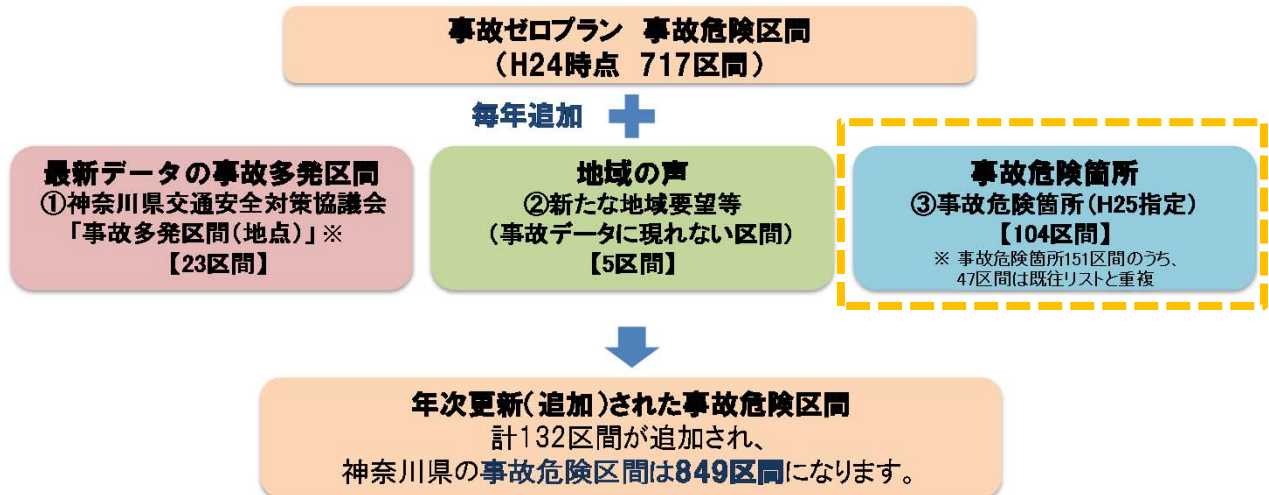 事故ゼロプラン 事故危険区間
(H24時点 717区間)
毎年追加
最新データの事故多発区間
①神奈川県交通安全対策協議会
「事故多発区間(地点)」※
【23区間】
地域の声
②新たな地域要望等
(事故データに現れない区間)
【5区間】
事故危険箇所
③事故危険箇所(H25指定)
【104区間】
※ 事故危険箇所151区間のうち、
47区間は既往リストと重複
年次更新(追加)された事故危険区間
計132区間が追加され、
神奈川県の事故危険区間は849区間になります。